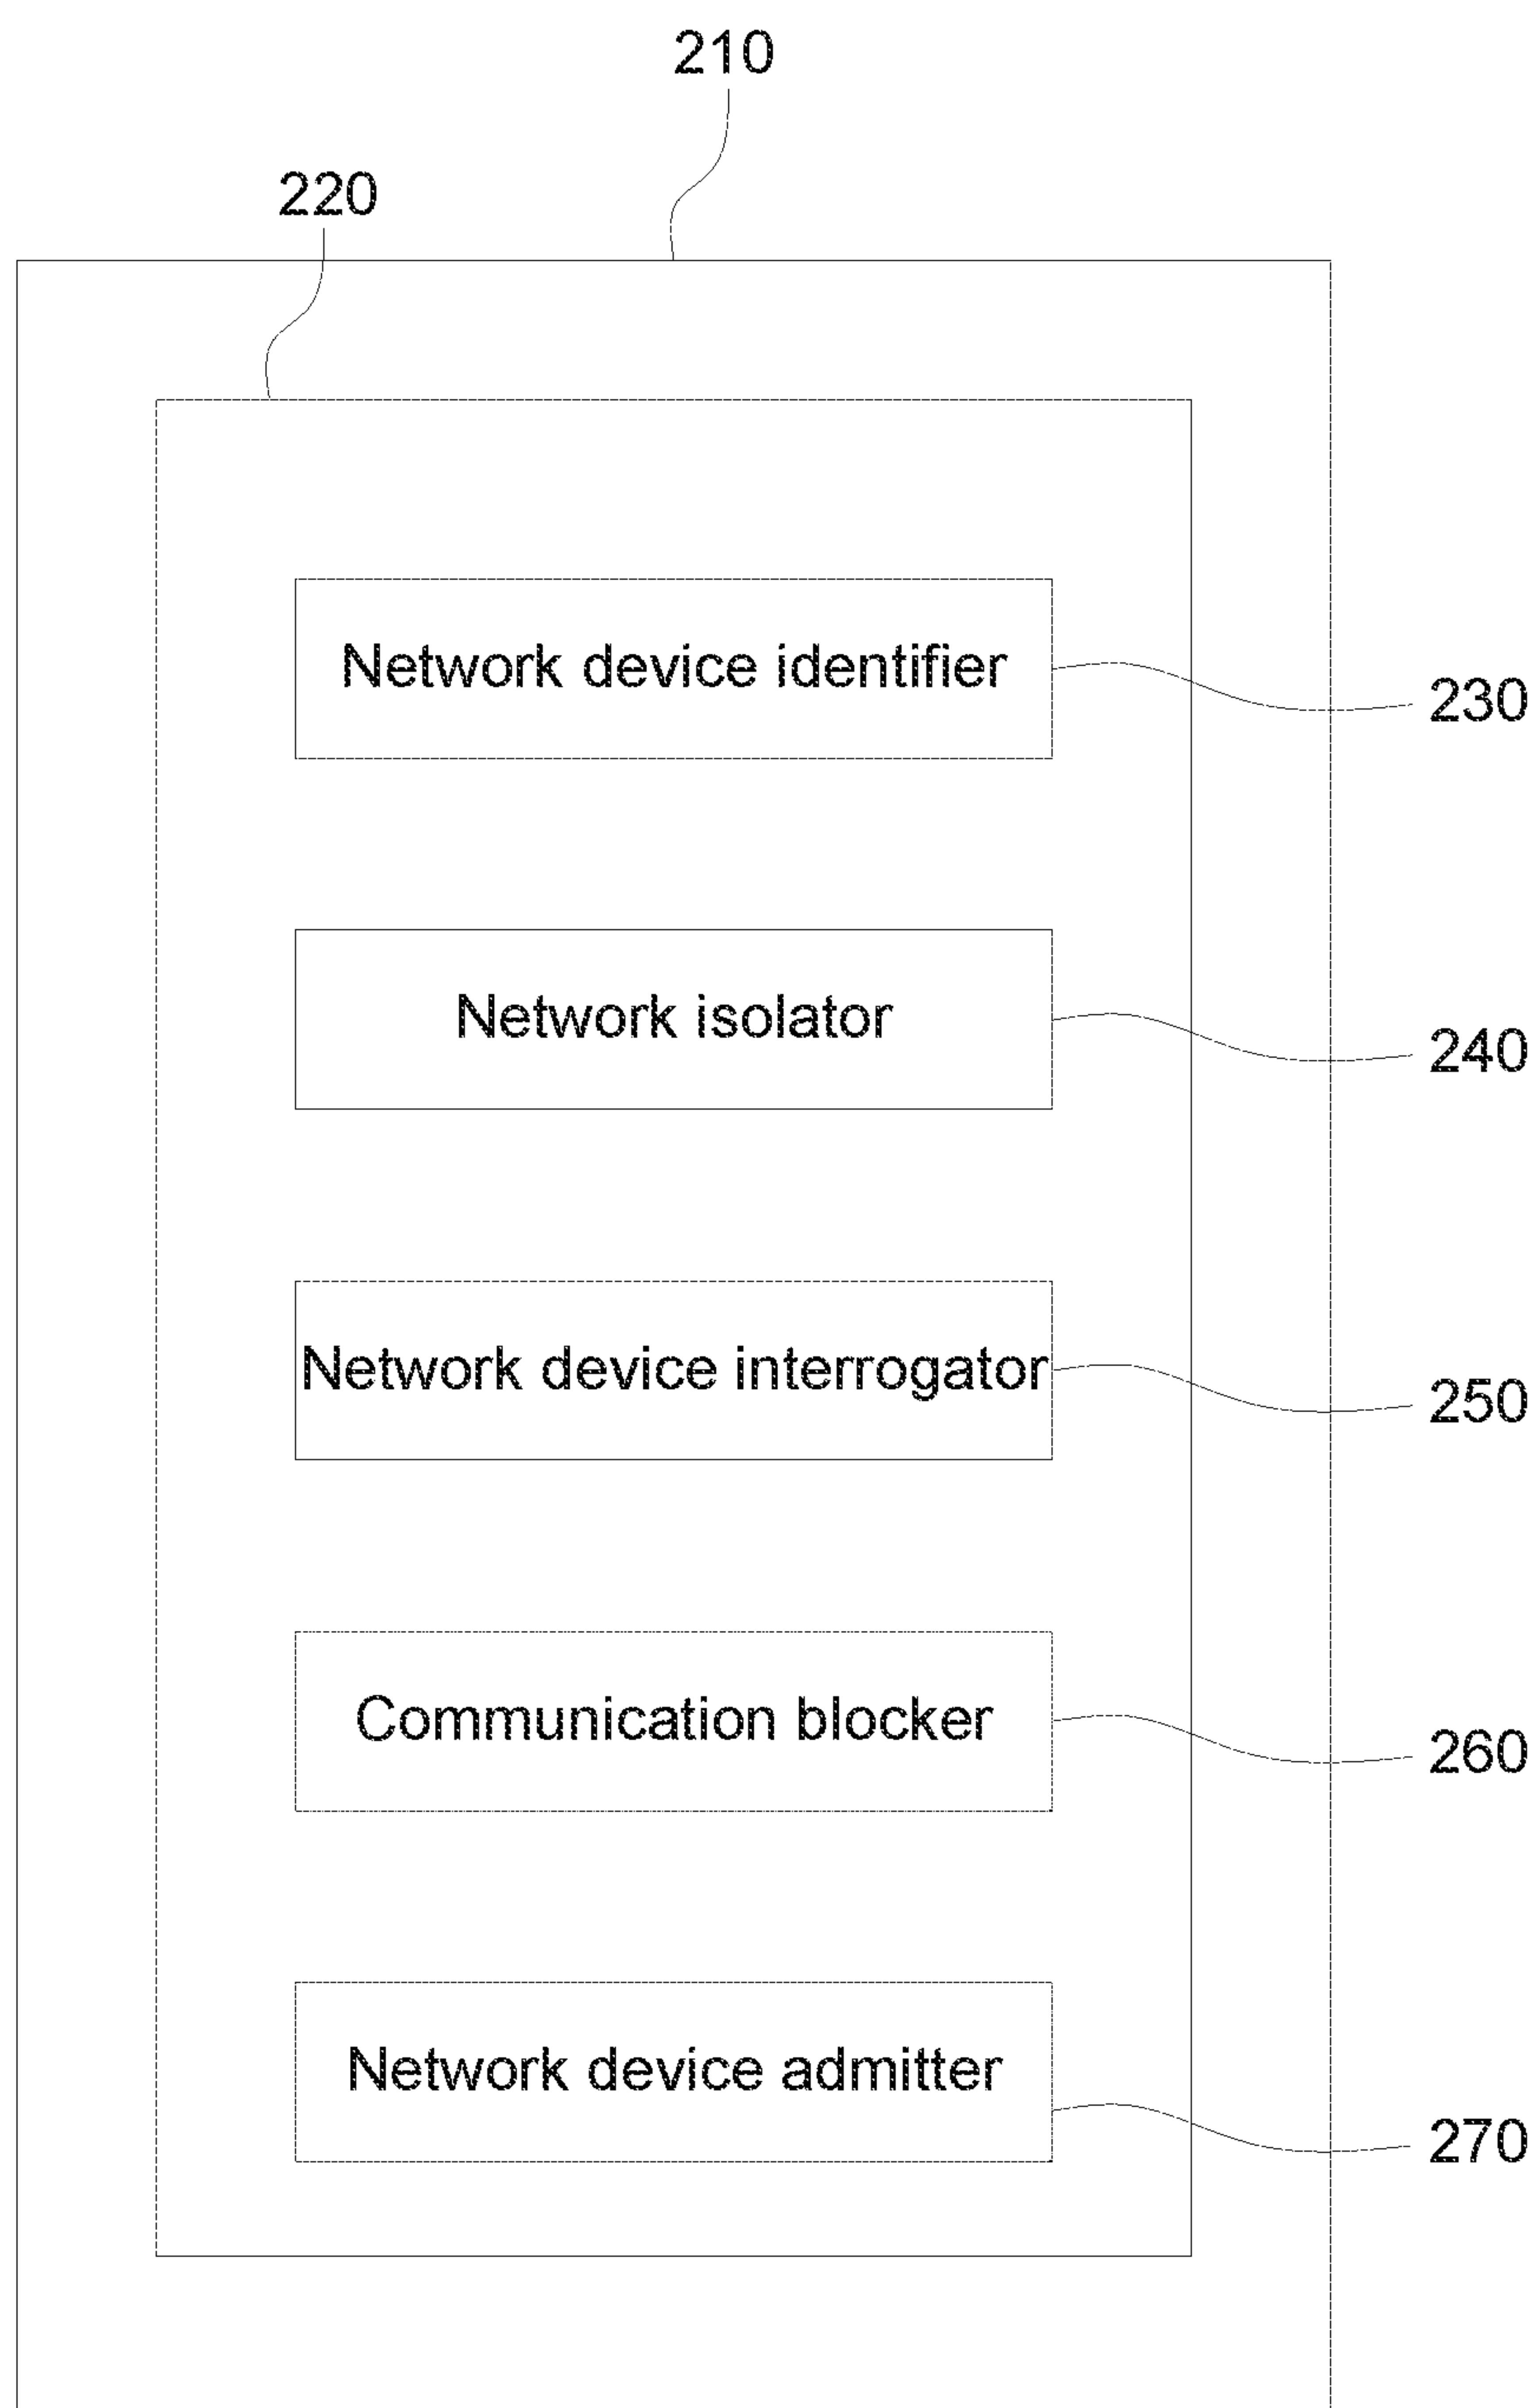 210
220
Network device identifier
230
Network isolator
240
Network device interrogator
250
Communication blocker
260
Network device admitter
270